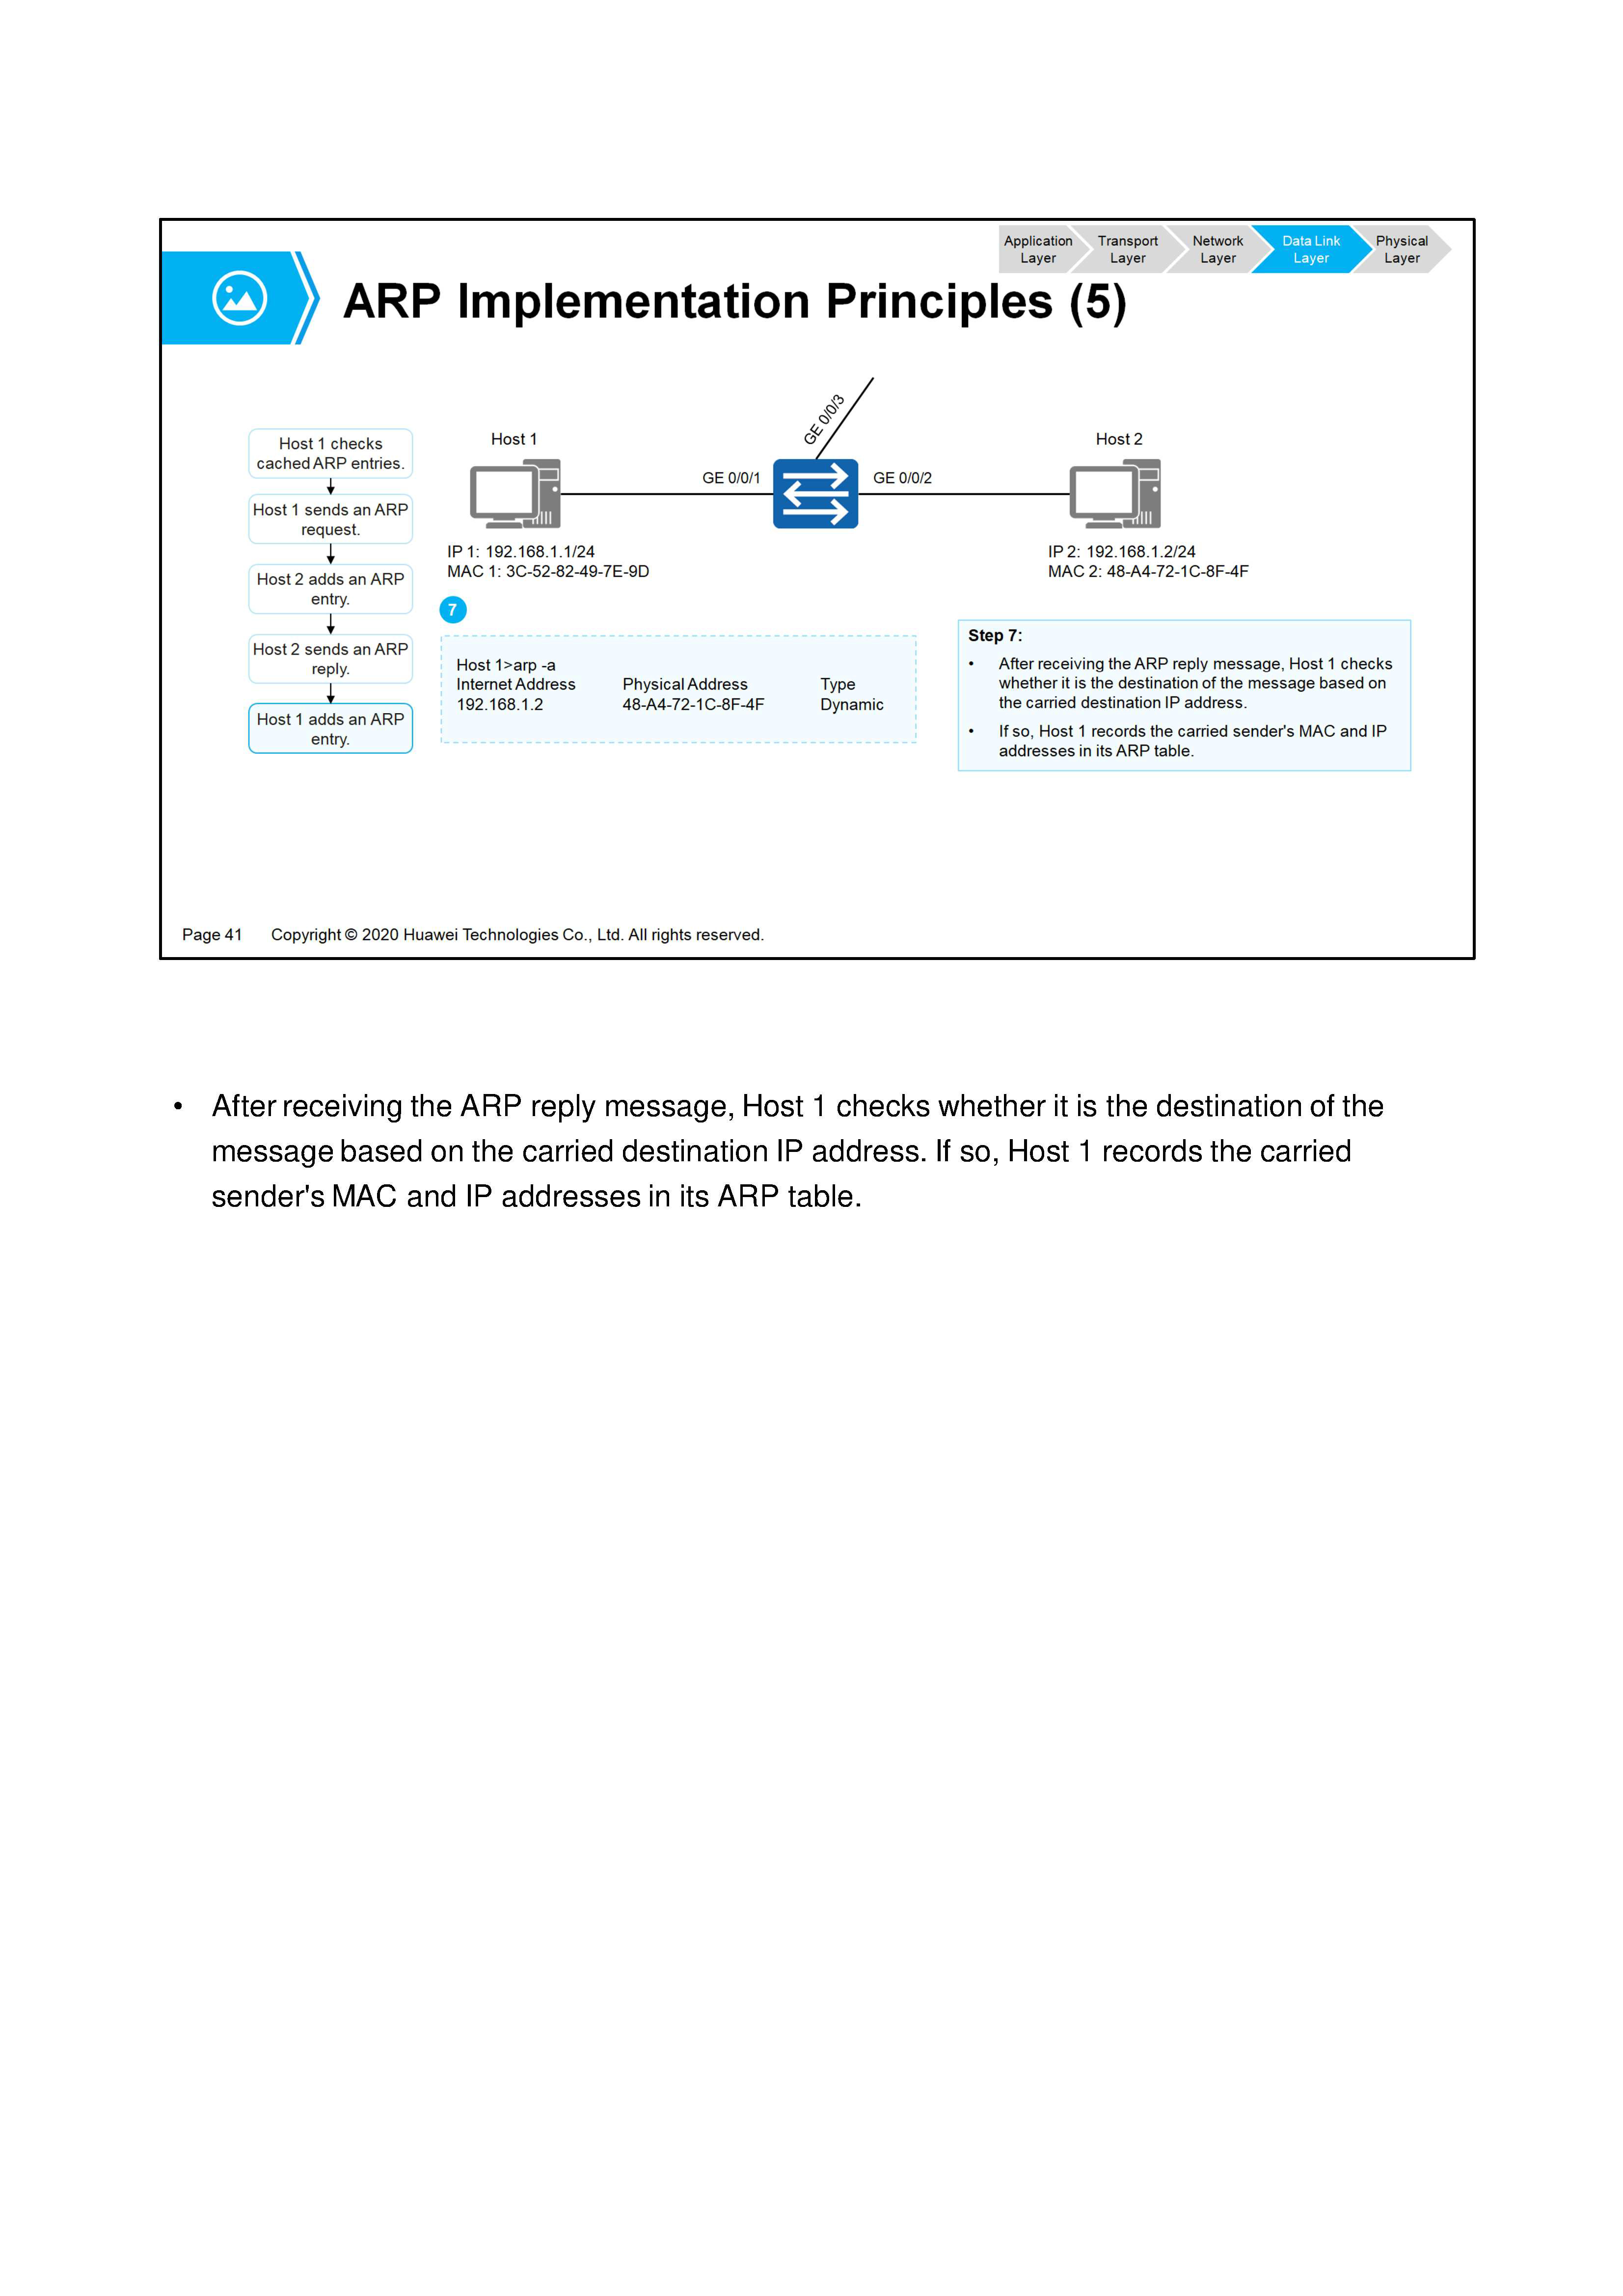 Application Layer
Transport Layer
Network Layer
Data Link Layer
Physical Layer
ARP Implementation Principles (5)
Host 1 checks
cached ARP entries.
Host 1 sends an ARP
request.
Host 2 adds an ARP
entry.
Host 2 sends an ARP
reply.
Host 1 adds an ARP
entry.
GE 0/0/3
Host 1
GE 0/0/1
GE 0/0/2
Host 2
IP 1: 192.168.1.1/24
MAC 1: 3C-52-82-49-7E-9D
IP 2: 192.168.1.2/24
MAC 2: 48-A4-72-1C-8F-4F
7
Host 1>arp -a
Internet Address Physical Address Type
192.168.1.2 48-A4-72-1C-8F-4F Dynamic
Step 7:
• After receiving the ARP reply message, Host 1 checks
whether it is the destination of the message based on
the carried destination IP address.
• If so, Host 1 records the carried sender's MAC and IP
addresses in its ARP table.
Page 41 Copyright © 2020 Huawei Technologies Co., Ltd. All rights reserved.
• After receiving the ARP reply message, Host 1 checks whether it is the destination of the
message based on the carried destination IP address. If so, Host 1 records the carried
sender's MAC and IP addresses in its ARP table.